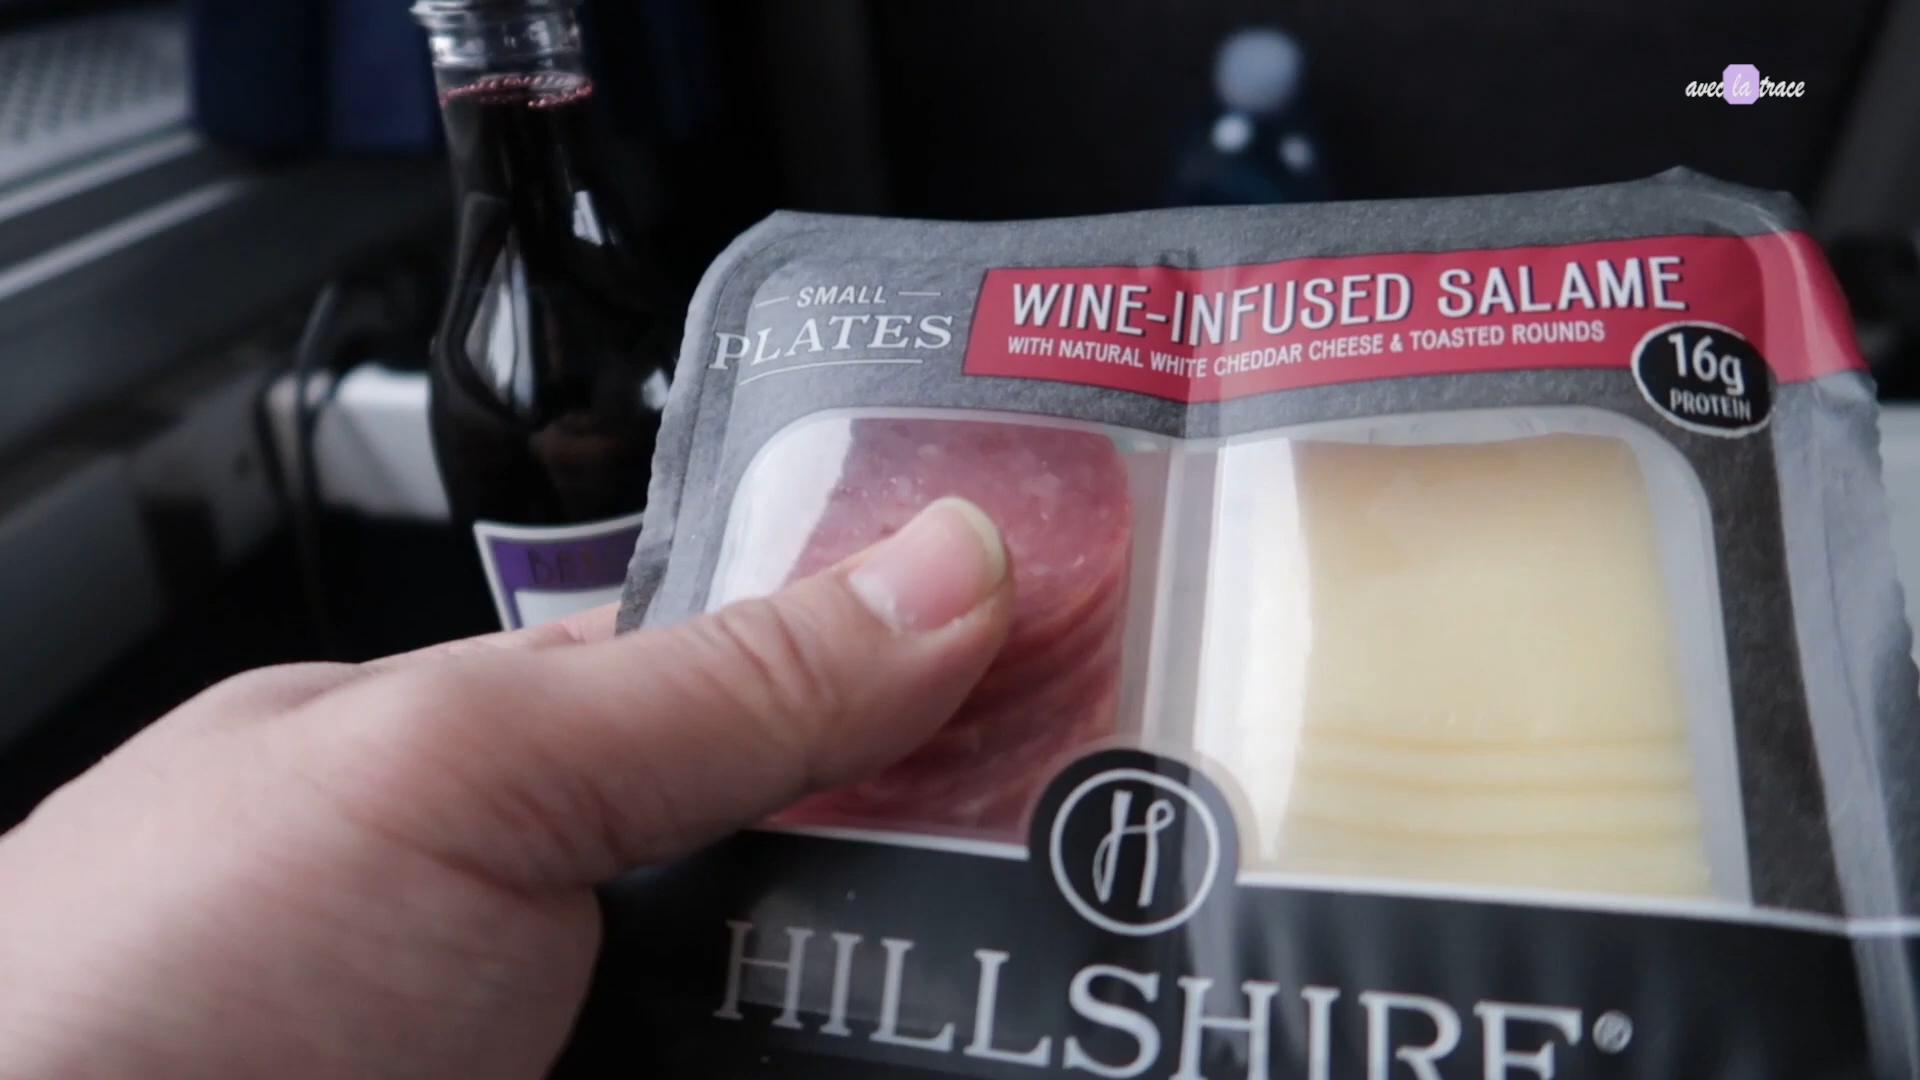 avec la trace
SMALL
PLATES
WINE-INFUSED SALAME
WITH NATURAL WHITE CHEDDAR CHEESE & TOASTED ROUNDS
16g
PROTEIN
H
HILLSHIRE®